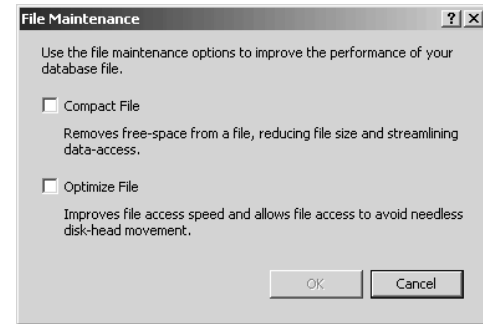 File Maintenance
Use the file maintenance options to improve the performance of your
database file.
Compact File
Removes free-space from a file, reducing file size and streamlining
data-access.
Optimize File
Improves file access speed and allows file access to avoid needless
disk-head movement.
OK Cancel